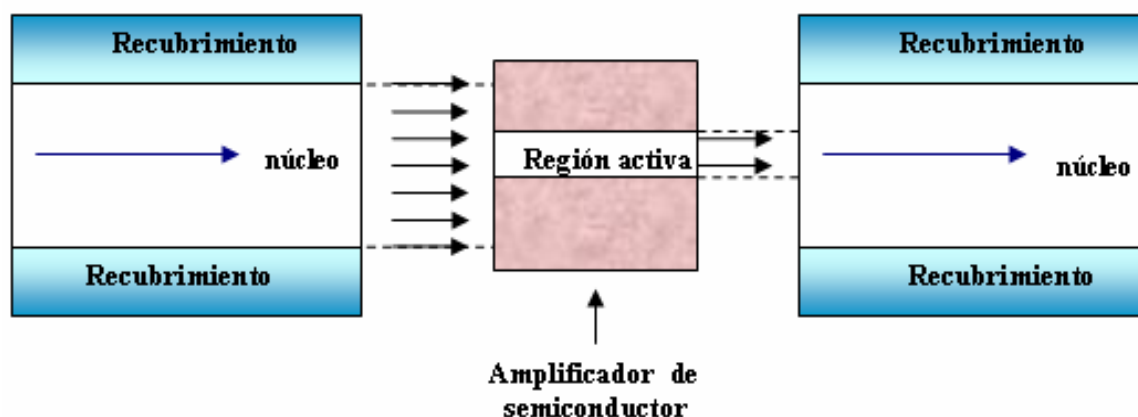 Recubrimiento
Recubrimiento
núcleo
Región activa
núcleo
Recubrimiento
Recubrimiento
Amplificador de
semiconductor